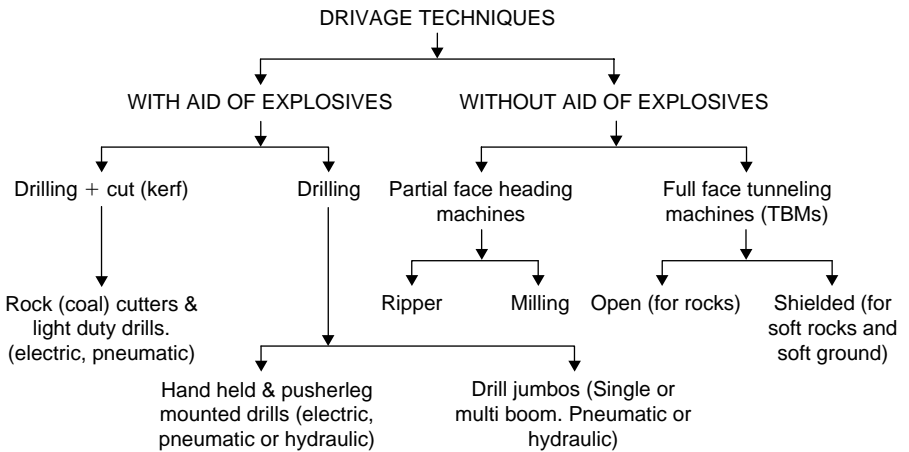 DRIVAGE TECHNIQUES
WITH AID OF EXPLOSIVES
WITHOUT AID OF EXPLOSIVES
Drilling + cut (kerf)
Drilling
Partial face heading
machines
Full face tunneling
machines (TBMs)
Rock (coal) cutters &
light duty drills.
(electric, pneumatic)
Ripper
Milling
Open (for rocks)
Shielded (for
soft rocks and
soft ground)
Hand held & pusherleg
mounted drills (electric,
pneumatic or hydraulic)
Drill jumbos (Single or
multi boom. Pneumatic or
hydraulic)